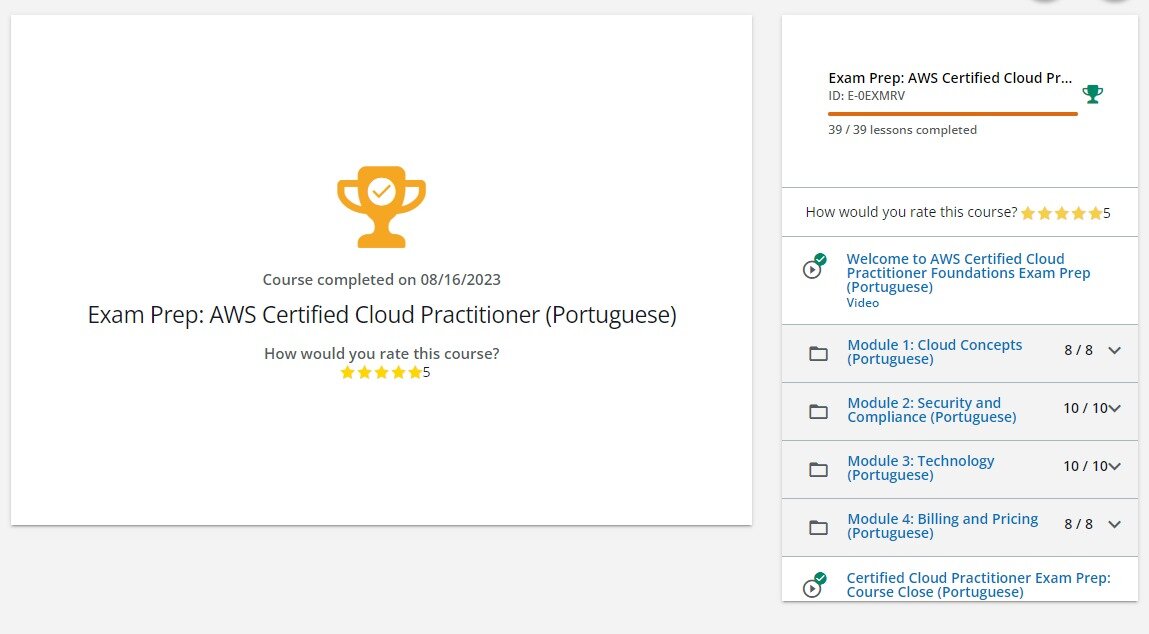 Course completed on 08/16/2023
Exam Prep: AWS Certified Cloud Practitioner (Portuguese)
How would you rate this course?
5
Exam Prep: AWS Certified Cloud Pr...
ID: E-0EXMRV
39 / 39 lessons completed
How would you rate this course? 5
Welcome to AWS Certified Cloud
Practitioner Foundations Exam Prep
(Portuguese)
Video
Module 1: Cloud Concepts
(Portuguese)
8 / 8
Module 2: Security and
Compliance (Portuguese)
10 / 10
Module 3: Technology
(Portuguese)
10 / 10
Module 4: Billing and Pricing
(Portuguese)
8 / 8
Certified Cloud Practitioner Exam Prep:
Course Close (Portuguese)